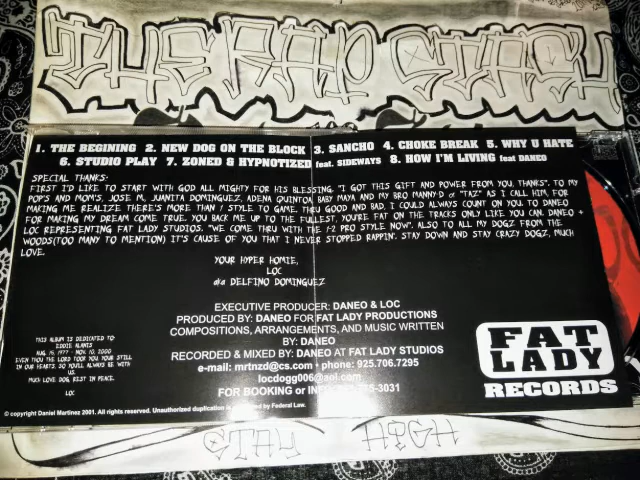 THE RAP STASH
1. THE BEGINING 2. NEW DOG ON THE BLOCK 3. SANCHO 4. CHOKE BREAK 5. WHY U HATE
6. STUDIO PLAY 7. ZONED & HYPNOTIZED feat. SIDEWAYS 8. HOW I'M LIVING feat DANEO
SPECIAL THANKS:
FIRST I'D LIKE TO START WITH GOD ALL MIGHTY FOR HIS BLESSING. "I GOT THIS GIFT AND POWER FROM YOU, THANKS". TO MY
POP'S AND MOM'S, JOSE M, JUANITA DOMINGUEZ, ADENA QUINTOA, BABY MAYA AND MY BRO MANNY-D or "TAZ" AS I CALL HIM, FOR
MAKING ME REALIZE THERE'S MORE THAN 1 STYLE TO GAME. THRU GOOD AND BAD, I COULD ALWAYS COUNT ON YOU. TO DANEO
FOR MAKING MY DREAM COME TRUE. YOU BACK ME UP TO THE FULLEST, YOU'RE FAT ON THE TRACKS ONLY LIKE YOU CAN. DANEO +
LOC REPRESENTING FAT LADY STUDIOS. "WE COME THRU WITH THE 1-2 PRO STYLE NOW". ALSO TO ALL MY DOGZ FROM THE
WOODS(TOO MANY TO MENTION) IT'S CAUSE OF YOU THAT I NEVER STOPPED RAPPIN'. STAY DOWN AND STAY CRAZY DOGZ, MUCH
LOVE.
YOUR HYPER HOMIE,
LOC
a/k/a DELFINO DOMINGUEZ
EXECUTIVE PRODUCER: DANEO & LOC
PRODUCED BY: DANEO FOR FAT LADY PRODUCTIONS
COMPOSITIONS, ARRANGEMENTS, AND MUSIC WRITTEN
BY: DANEO
RECORDED & MIXED BY: DANEO AT FAT LADY STUDIOS
e-mail: mrtnzd@cs.com • phone: 925.706.7295
locdogg006@aol.com
FOR BOOKING or INFO: 5-3031
THIS ALBUM IS DEDICATED TO:
EDDIE ALANIS
AUG. 16, 1977 - NOV. 10, 2000
EVEN THOU THE LORD TOOK YOU YOUR STILL
IN OUR HEARTS, SO YOU'LL ALWAYS BE WITH
US.
MUCH LOVE DOG, REST IN PEACE.
LOC
FAT
LADY
RECORDS
© copyright Daniel Martinez 2001. All rights reserved. Unauthorized duplication is by Federal Law.
STAY HIGH